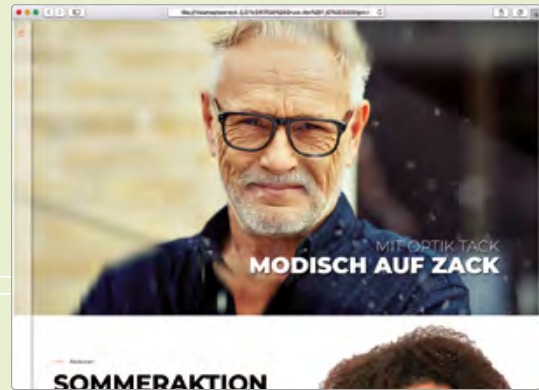 MIT OPTIK TACK
MODISCH AUF ZACK
Aktionen
SOMMERAKTION